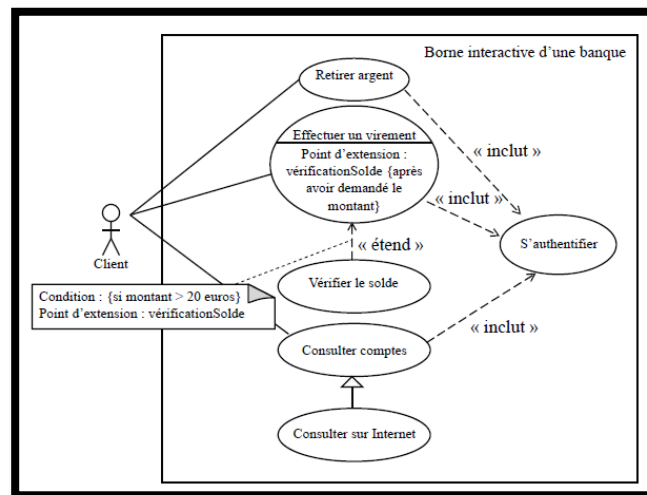 Borne interactive d'une banque
Retirer argent
Effectuer un virement
Point d'extension :
vérificationSolde {après
avoir demandé le
montant}
« inclut »
« inclut »
S'authentifier
Client
« étend »
Vérifier le solde
Condition : {si montant > 20 euros}
Point d'extension : vérificationSolde
« inclut »
Consulter comptes
Consulter sur Internet